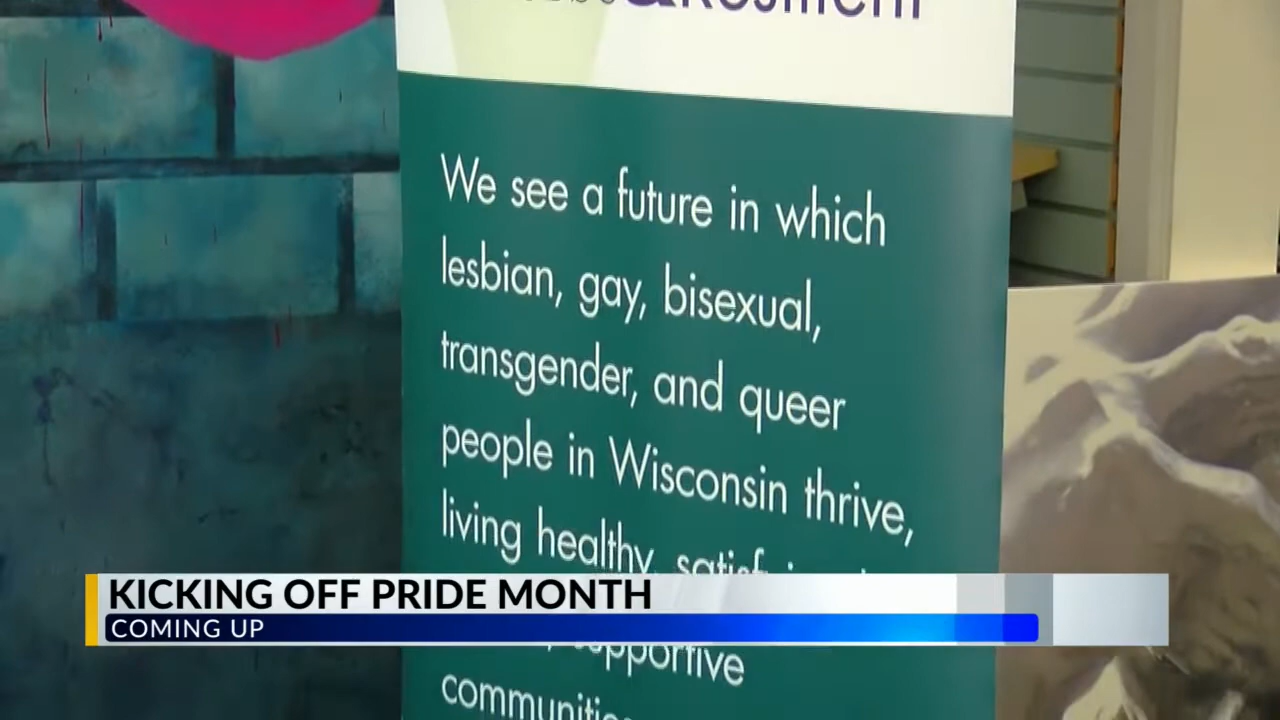 &Resilient
We see a future in which
lesbian, gay, bisexual,
transgender, and queer
people in Wisconsin thrive,
living healthy,
KICKING OFF PRIDE MONTH
COMING UP
supportive